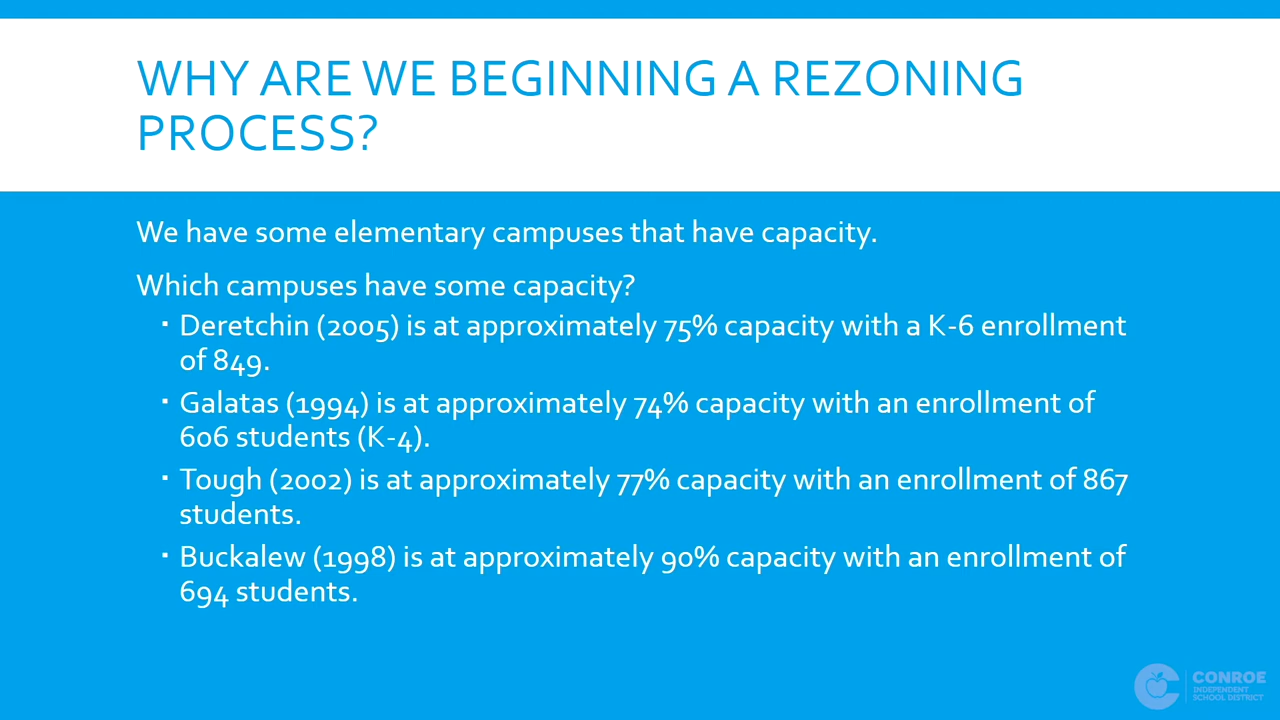 WHY ARE WE BEGINNING A REZONING
PROCESS?
We have some elementary campuses that have capacity.
Which campuses have some capacity?
▪ Deretchin (2005) is at approximately 75% capacity with a K-6 enrollment
of 849.
▪ Galatas (1994) is at approximately 74% capacity with an enrollment of
606 students (K-4).
▪ Tough (2002) is at approximately 77% capacity with an enrollment of 867
students.
▪ Buckalew (1998) is at approximately 90% capacity with an enrollment of
694 students.
CONROE
INDEPENDENT
SCHOOL DISTRICT